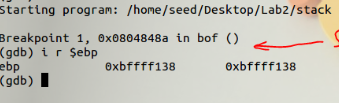 Starting program: /home/seed/Desktop/Lab2/stack
Breakpoint 1, 0x0804848a in bof ()
(gdb) i r $ebp
ebp            0xbffff138       0xbffff138
(gdb)